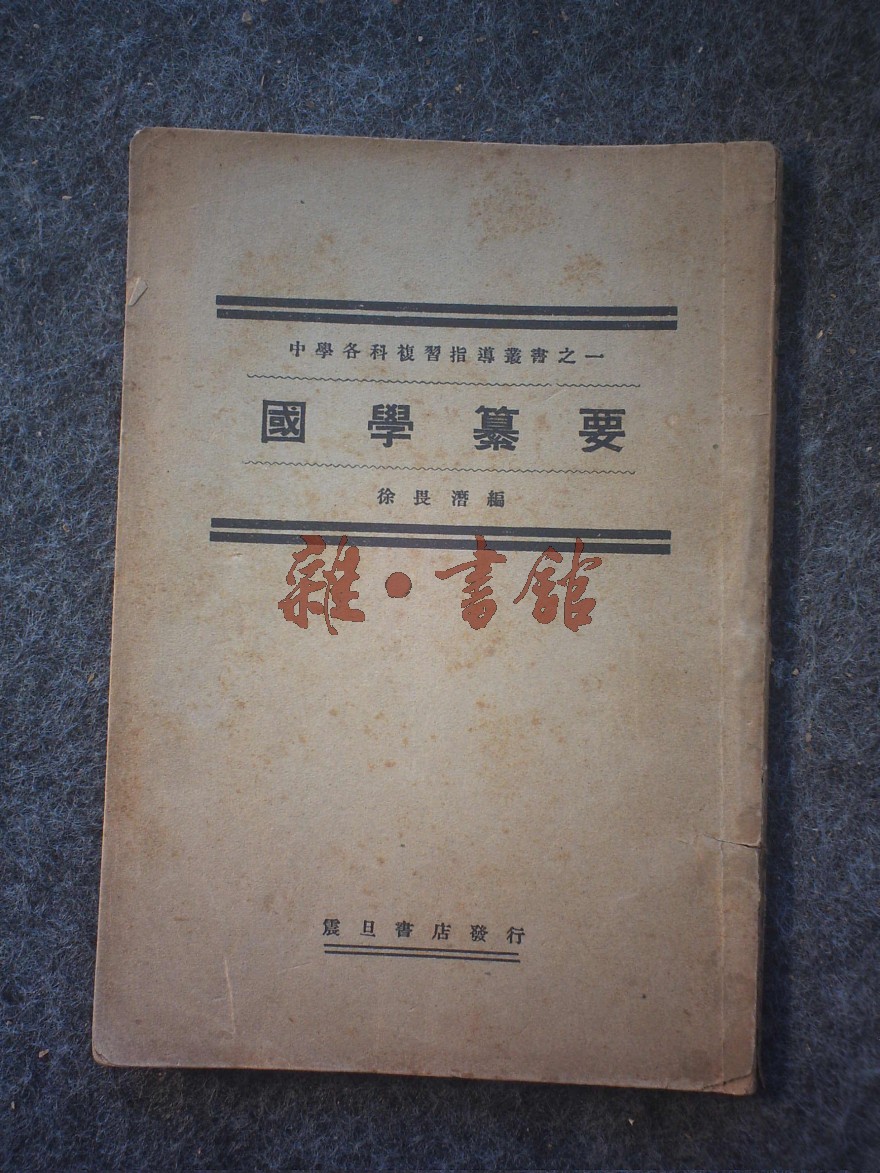 中學各科複習指導叢書之一
國學纂要
徐畏潛編
雜·書館
震旦書店發行